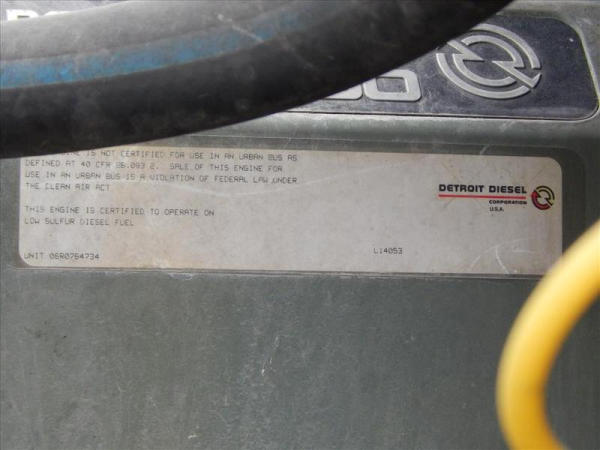 ENGINE IS NOT CERTIFIED FOR USE IN AN URBAN BUS AS
DEFINED AT 40 CFR 86.093 2. SALE OF THIS ENGINE FOR
USE IN AN URBAN BUS IS A VIOLATION OF FEDERAL LAW UNDER
THE CLEAN AIR ACT
THIS ENGINE IS CERTIFIED TO OPERATE ON
LOW SULFUR DIESEL FUEL
UNIT 06R0764734
L14053
DETROIT DIESEL
CORPORATION
U.S.A.